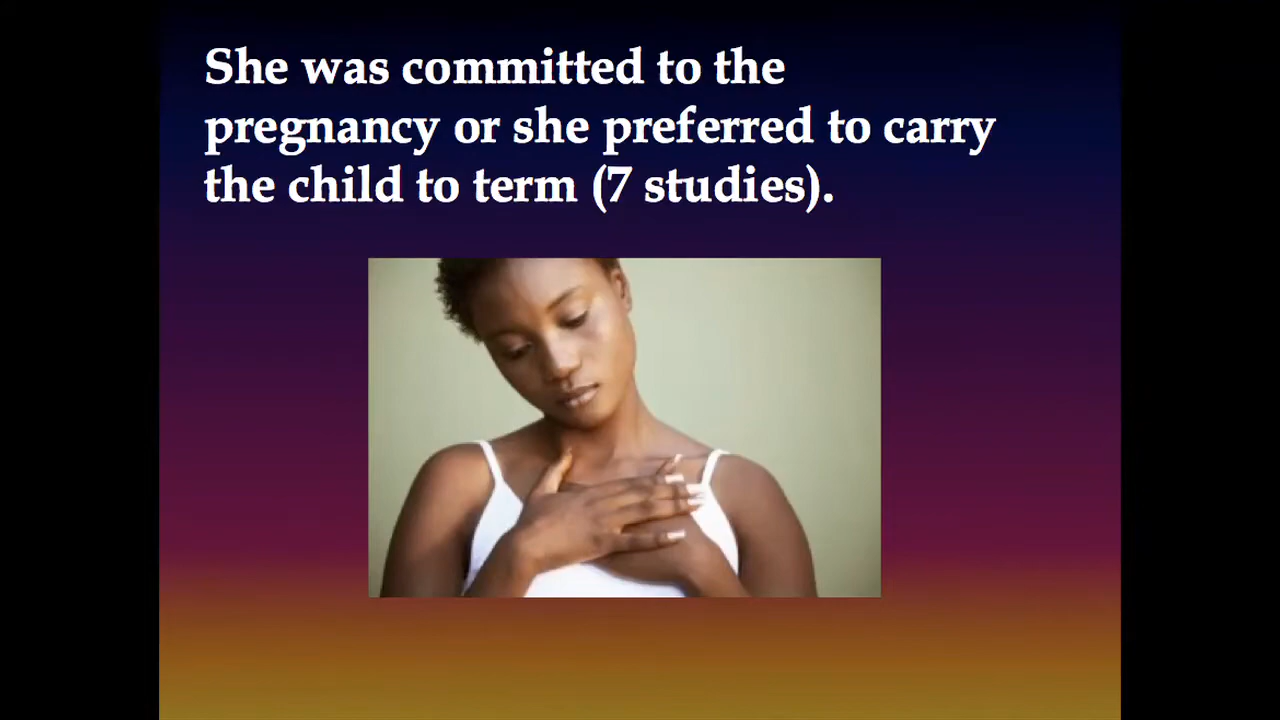 She was committed to the
pregnancy or she preferred to carry
the child to term (7 studies).